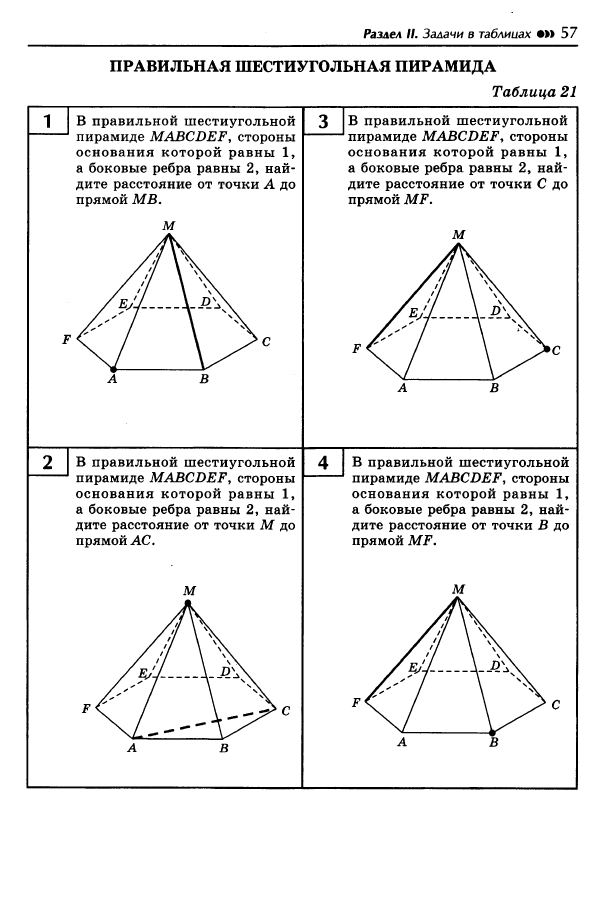 Раздел II. Задачи в таблицах 57
ПРАВИЛЬНАЯ ШЕСТИУГОЛЬНАЯ ПИРАМИДА
Таблица 21
1
В правильной шестиугольной
пирамиде MABCDEF, стороны
основания которой равны 1,
а боковые ребра равны 2, най-
дите расстояние от точки A до
прямой MB.
M
E D
F C
A B
3
В правильной шестиугольной
пирамиде MABCDEF, стороны
основания которой равны 1,
а боковые ребра равны 2, най-
дите расстояние от точки C до
прямой MF.
M
E D
F C
A B
2
В правильной шестиугольной
пирамиде MABCDEF, стороны
основания которой равны 1,
а боковые ребра равны 2, най-
дите расстояние от точки M до
прямой AC.
M
E D
F C
A B
4
В правильной шестиугольной
пирамиде MABCDEF, стороны
основания которой равны 1,
а боковые ребра равны 2, най-
дите расстояние от точки B до
прямой MF.
M
E D
F C
A B